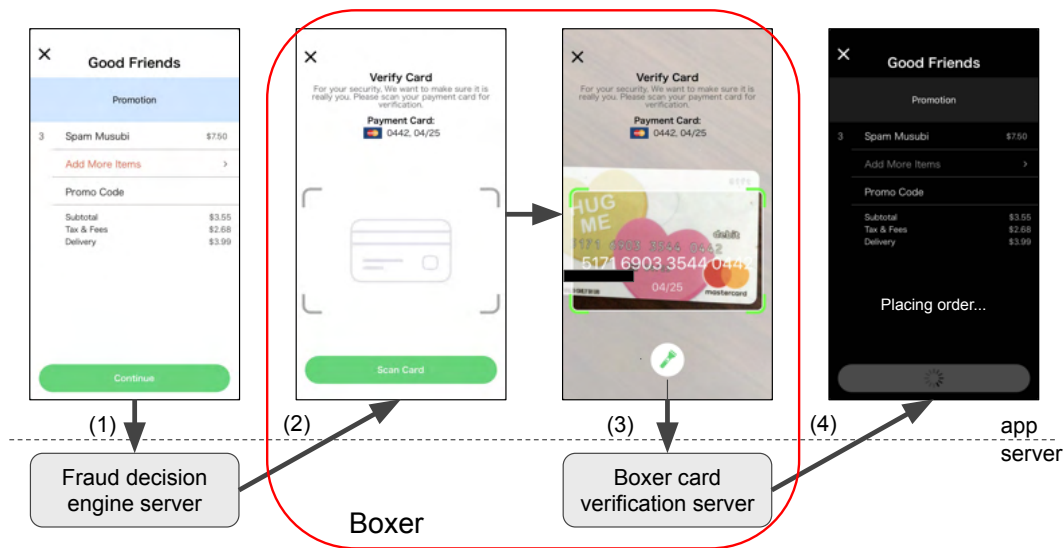 Good Friends
Promotion
3 Spam Musubi $7.50
Add More Items >
Promo Code
Subtotal $3.55
Tax & Fees $2.68
Delivery $3.99
Continue
Verify Card
For your security, We want to make sure it is
really you. Please scan your payment card for
verification.
Payment Card:
0442, 04/25
Scan Card
Verify Card
For your security, We want to make sure it is
really you. Please scan your payment card for
verification.
Payment Card:
0442, 04/25
HUG
ME
debit
5171 6903 3544 0442
5171 6903 3544 0442
04/25
mastercard
Good Friends
Promotion
3 Spam Musubi $7.50
Add More Items >
Promo Code
Subtotal $3.55
Tax & Fees $2.68
Delivery $3.99
Placing order...
(1)
(2)
(3)
(4)
app
server
Fraud decision
engine server
Boxer card
verification server
Boxer